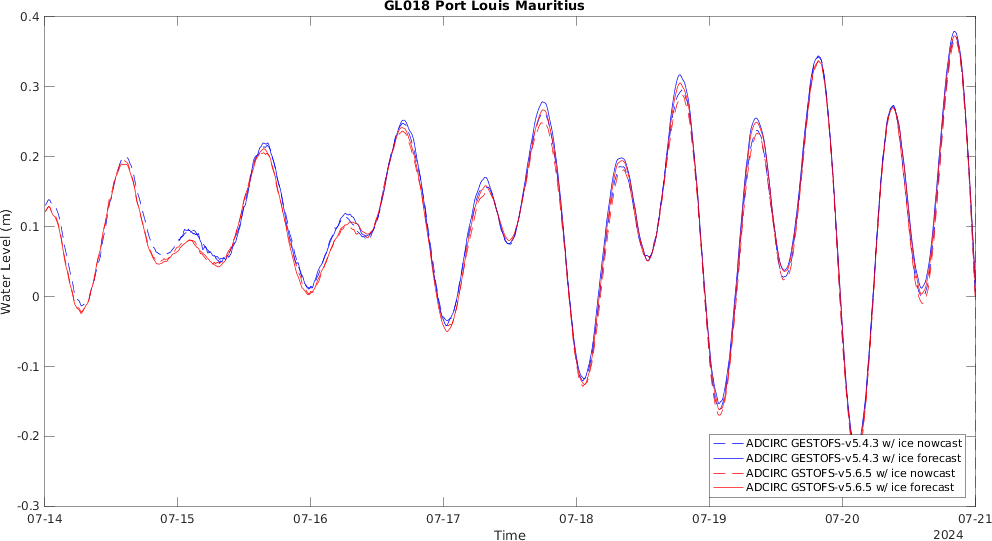 GL018 Port Louis Mauritius
Water Level (m)
0.4
0.3
0.2
0.1
0
-0.1
-0.2
-0.3
ADCIRC GESTOFS-v5.4.3 w/ ice nowcast
ADCIRC GESTOFS-v5.4.3 w/ ice forecast
ADCIRC GSTOFS-v5.6.5 w/ ice nowcast
ADCIRC GSTOFS-v5.6.5 w/ ice forecast
07-14 07-15 07-16 07-17 07-18 07-19 07-20 07-21
Time
2024